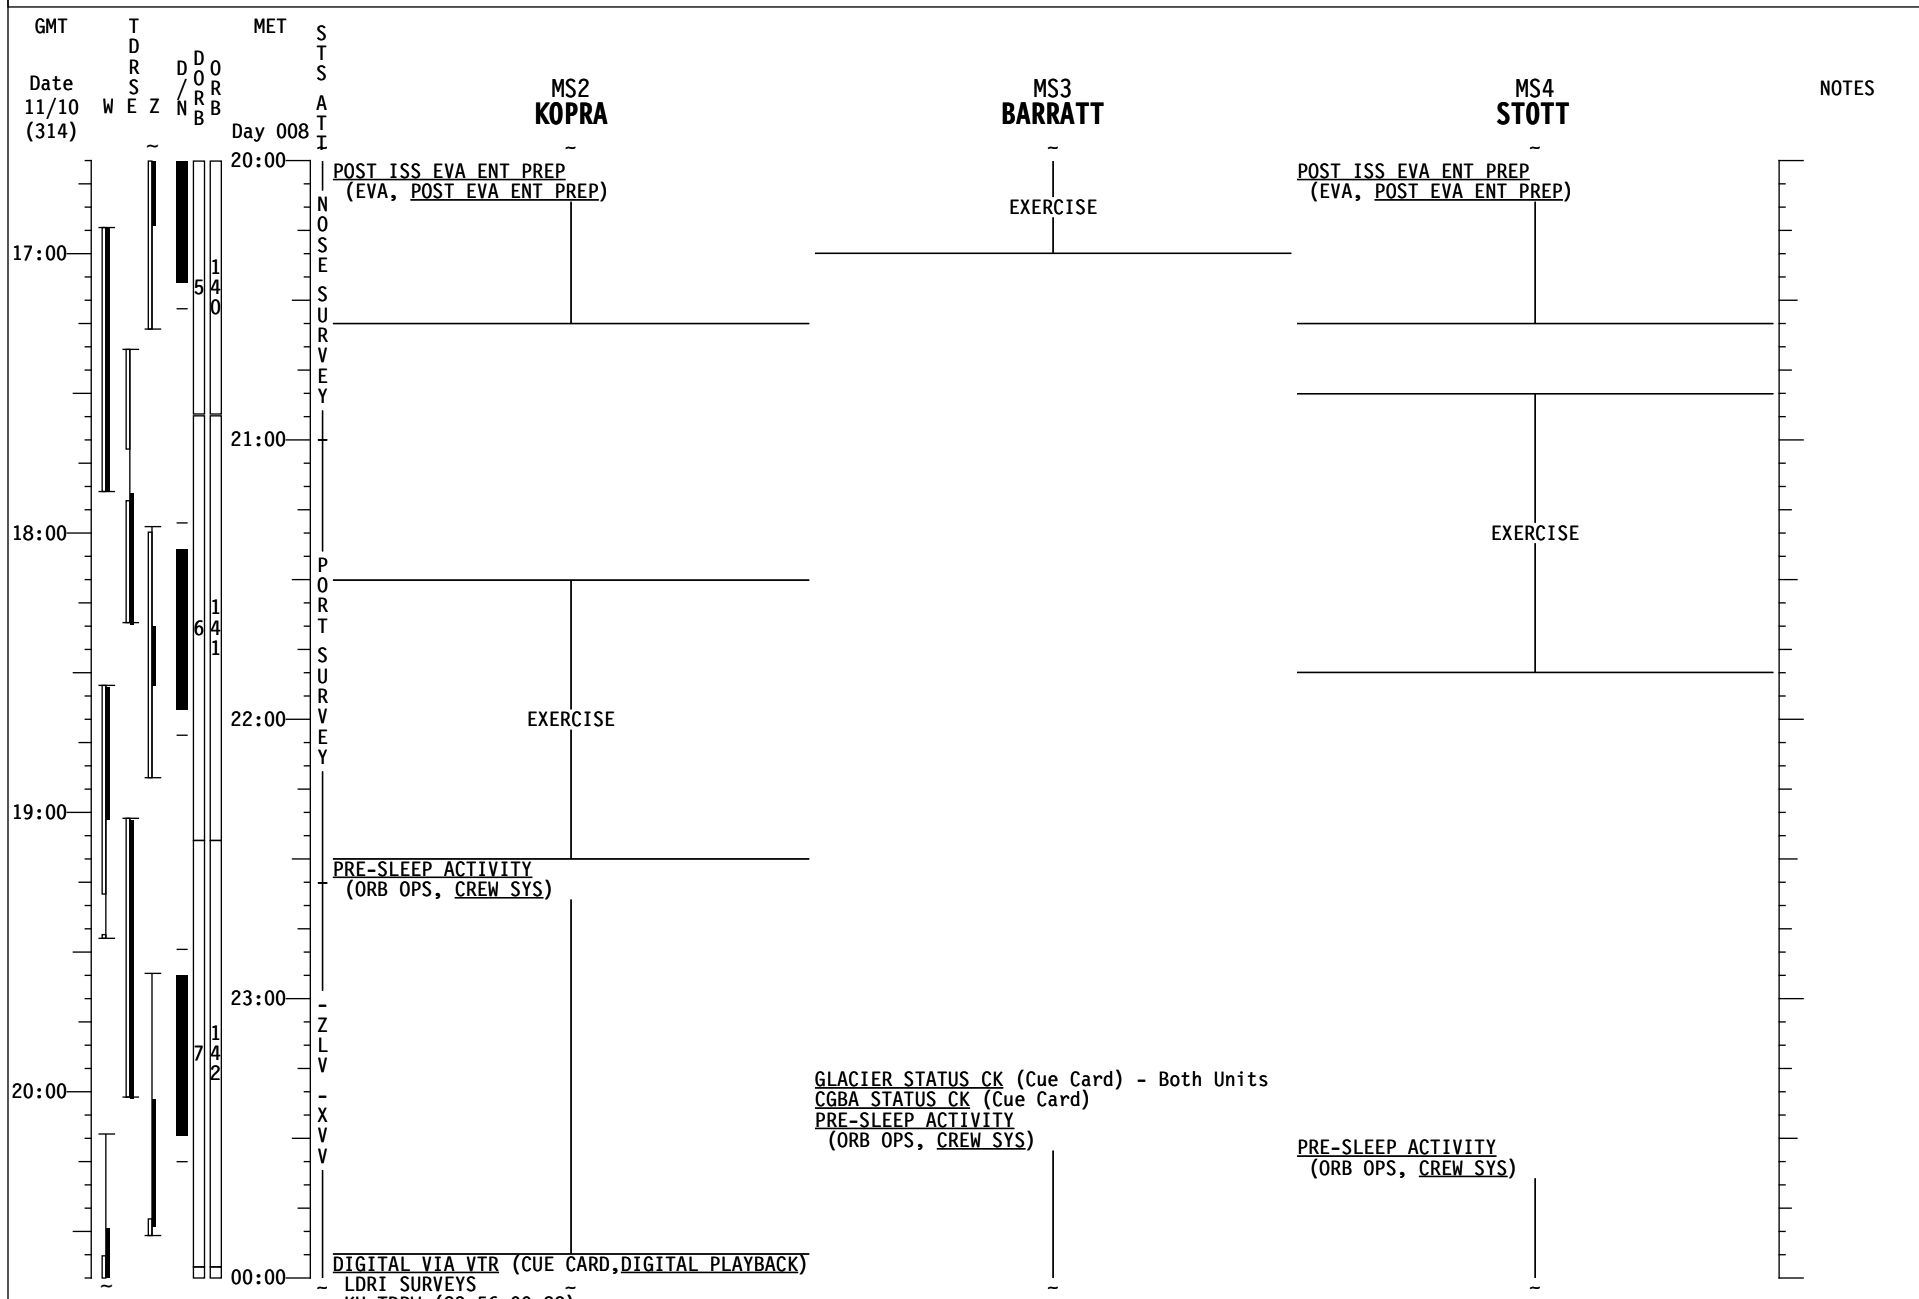 GMT
TDRS
MET
STS ATT
D/N
DORB
ORB
Date
11/10
(314)
W E Z
Day 008
MS2
KOPRA
MS3
BARRATT
MS4
STOTT
NOTES
~
~
~
~
20:00
POST ISS EVA ENT PREP
(EVA, POST EVA ENT PREP)
EXERCISE
POST ISS EVA ENT PREP
(EVA, POST EVA ENT PREP)
NOSE SURVEY
17:00
5
140
21:00
18:00
EXERCISE
PORT SURVEY
6
141
22:00
EXERCISE
19:00
PRE-SLEEP ACTIVITY
(ORB OPS, CREW SYS)
23:00
-ZLV -XVV
7
142
20:00
GLACIER STATUS CK (Cue Card) - Both Units
CGBA STATUS CK (Cue Card)
PRE-SLEEP ACTIVITY
(ORB OPS, CREW SYS)
PRE-SLEEP ACTIVITY
(ORB OPS, CREW SYS)
00:00
DIGITAL VIA VTR (CUE CARD,DIGITAL PLAYBACK)
LDRI SURVEYS
~
~
~
~
~